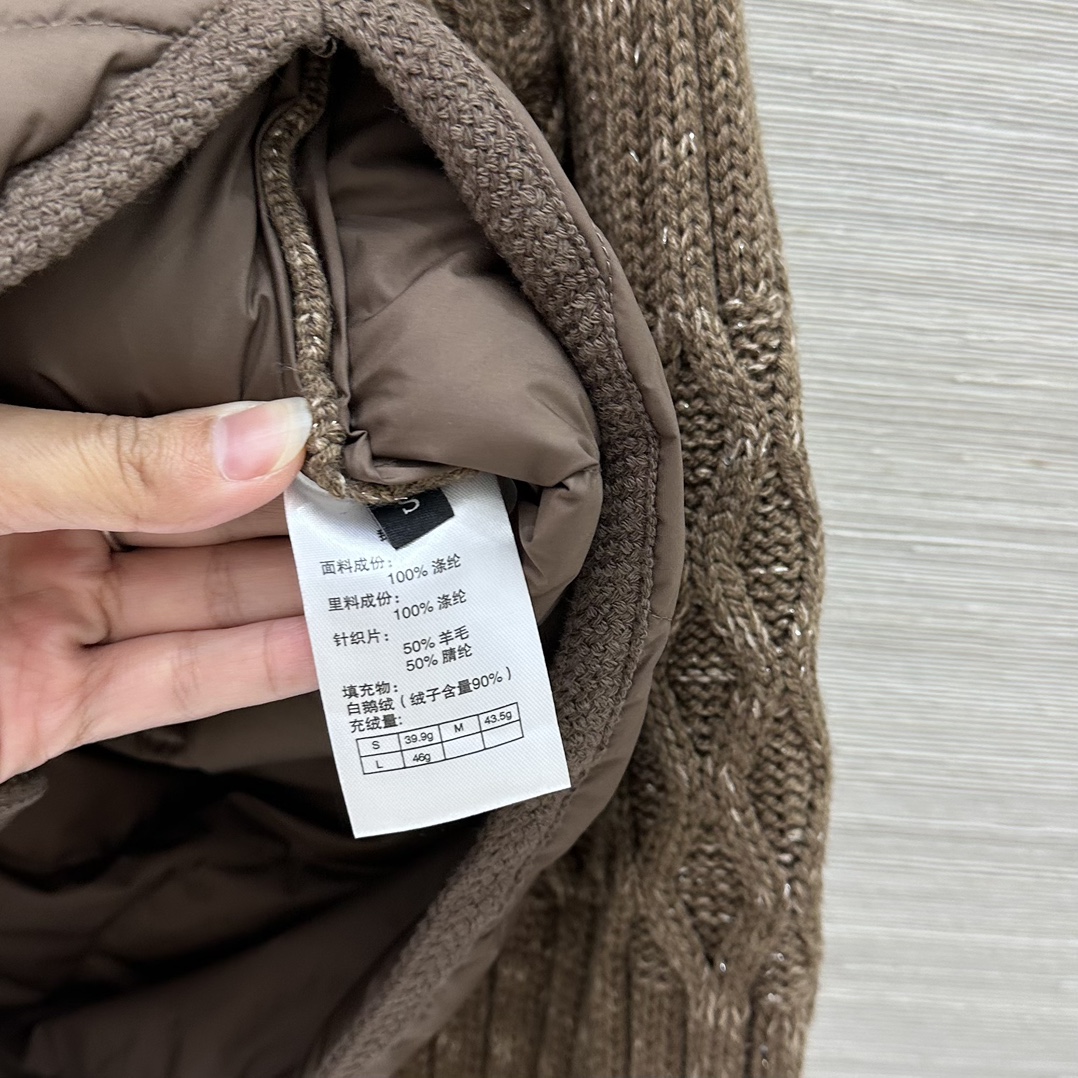 面料成份:
100% 涤纶
里料成份:
100% 涤纶
针织片:
50% 羊毛
50% 腈纶
填充物:
白鹅绒(绒子含量90%)
充绒量:
S 39.9g M 43.5g
L 46g